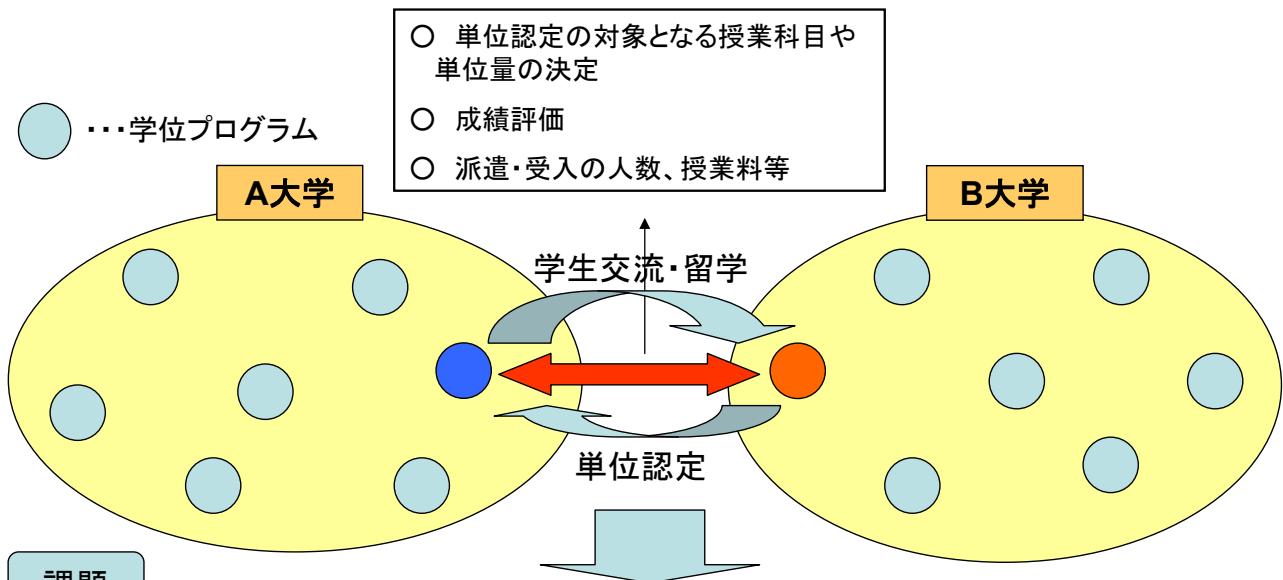 ○　単位認定の対象となる授業科目や
単位量の決定
○　成績評価
○　派遣・受入の人数、授業料等
・・・学位プログラム
A大学
B大学
学生交流・留学
単位認定
課題